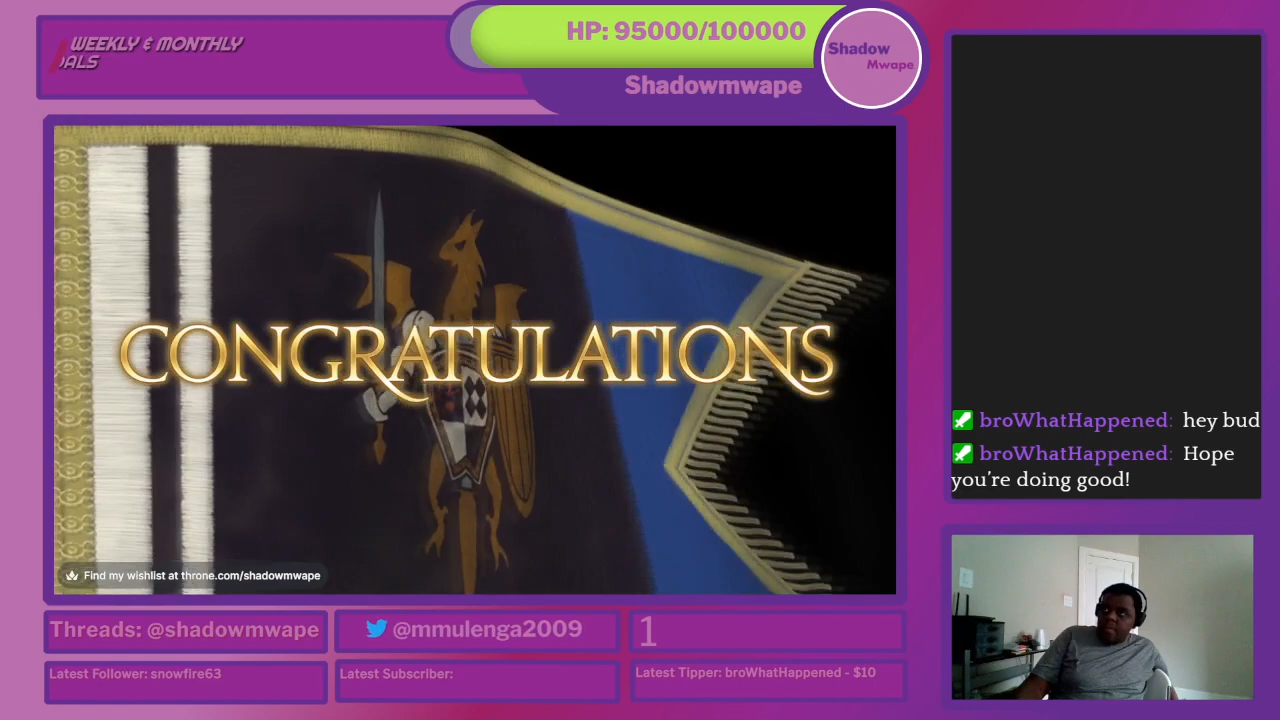 WEEKLY & MONTHLY
HP: 95000/100000
Shadow
Mwape
Shadowmwape
CONGRATULATIONS
broWhatHappened: hey bud
broWhatHappened: Hope
you're doing good!
Find my wishlist at throne.com/shadowmwape
Threads: @shadowmwape
@mmulenga2009
1
Latest Follower: snowfire63
Latest Subscriber:
Latest Tipper: broWhatHappened - $10